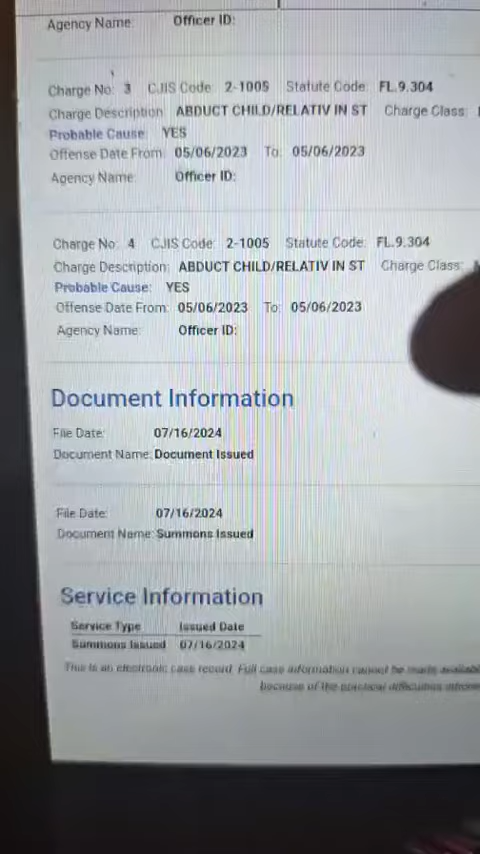 Agency Name: Officer ID:
Charge No: 3 CJIS Code: 2-1005 Statute Code: FL.9.304
Charge Description: ABDUCT CHILD/RELATIV IN ST Charge Class:
Probable Cause: YES
Offense Date From: 05/06/2023 To: 05/06/2023
Agency Name: Officer ID:
Charge No: 4 CJIS Code: 2-1005 Statute Code: FL.9.304
Charge Description: ABDUCT CHILD/RELATIV IN ST Charge Class:
Probable Cause: YES
Offense Date From: 05/06/2023 To: 05/06/2023
Agency Name: Officer ID:
Document Information
File Date: 07/16/2024
Document Name: Document Issued
File Date: 07/16/2024
Document Name: Summons Issued
Service Information
Service Type Issued Date
Summons Issued 07/16/2024
This is an electronic case record. Full case information cannot be made available
because of the practical difficulties